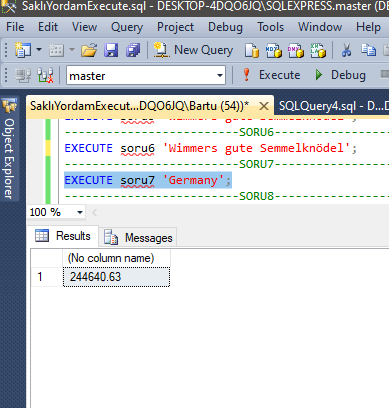 SaklıYordamExecute.sql - DESKTOP-4DQO6JQ\SQLEXPRESS.master (DE
File Edit View Query Project Tools Window Help
New Query
master
Execute Debug
SaklıYordamExecut...DQO6JQ\Bartu (54))* SQLQuery4.sql - D...D
Object Explorer
--------------------------SORU6----------------
EXECUTE soru6 'Wimmers gute Semmelknödel';
--------------------------SORU7----------------
EXECUTE soru7 'Germany';
--------------------------SORU8----------------
100 %
Results Messages
(No column name)
1 244640.63